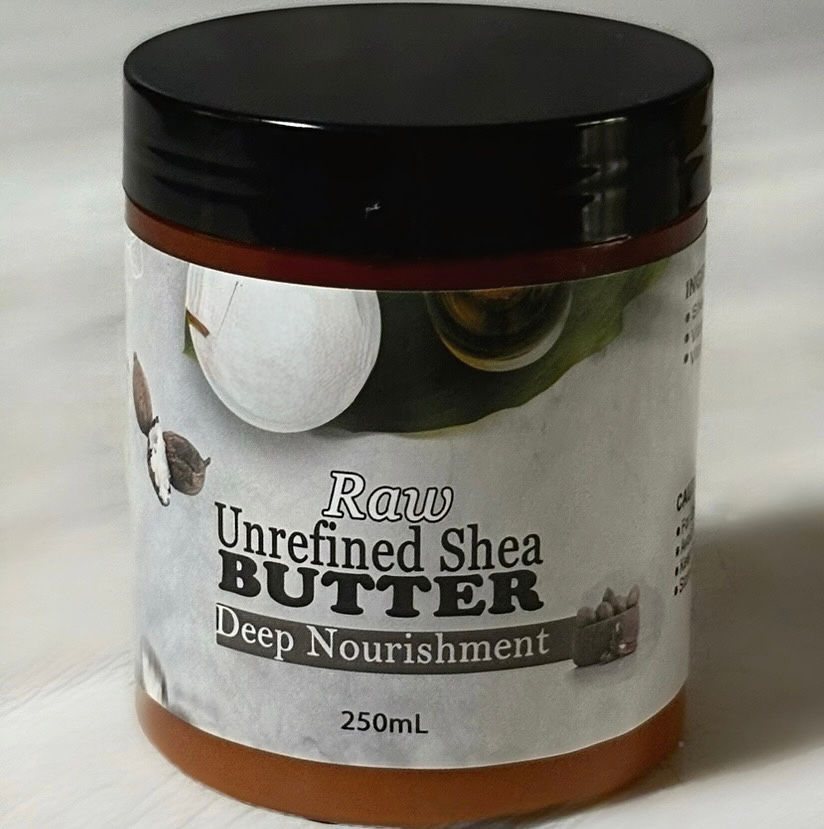 Raw
Unrefined Shea
BUTTER
Deep Nourishment
250mL